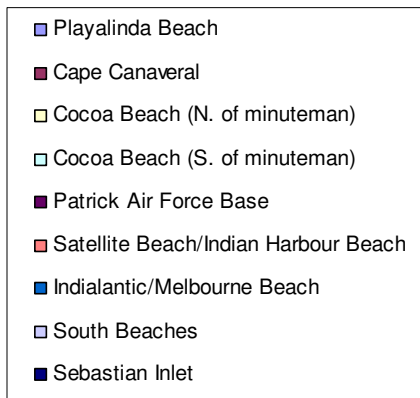 Playalinda Beach
Cape Canaveral
Cocoa Beach (N. of minuteman)
Cocoa Beach (S. of minuteman)
Patrick Air Force Base
Satellite Beach/Indian Harbour Beach
Indialantic/Melbourne Beach
South Beaches
Sebastian Inlet